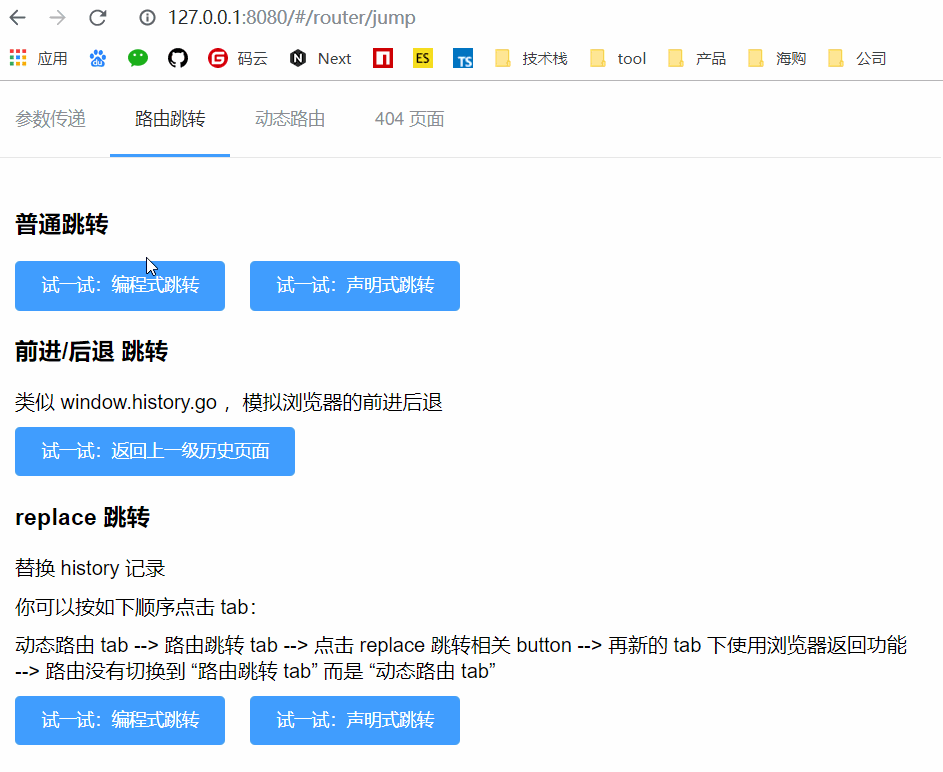 127.0.0.1:8080/#/router/jump
应用 码云 Next ES TS 技术栈 tool 产品 海购 公司
参数传递 路由跳转 动态路由 404 页面
普通跳转
试一试：编程式跳转 试一试：声明式跳转
前进/后退 跳转
类似 window.history.go ，模拟浏览器的前进后退
试一试：返回上一级历史页面
replace 跳转
替换 history 记录
你可以按如下顺序点击 tab：
动态路由 tab --> 路由跳转 tab --> 点击 replace 跳转相关 button --> 再新的 tab 下使用浏览器返回功能
--> 路由没有切换到 “路由跳转 tab” 而是 “动态路由 tab”
试一试：编程式跳转 试一试：声明式跳转